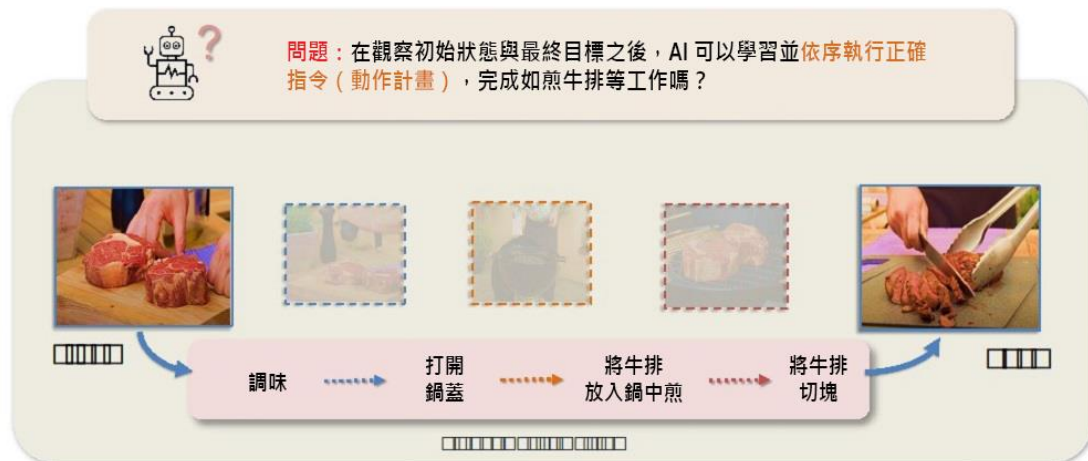 ?
問題：在觀察初始狀態與最終目標之後，AI 可以學習並依序執行正確
指令（動作計畫），完成如煎牛排等工作嗎？
調味
打開
鍋蓋
將牛排
放入鍋中煎
將牛排
切塊